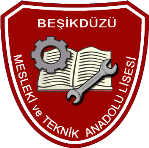 BEŞİKDÜZÜ
MESLEKİ ve TEKNİK ANADOLU LİSESİ